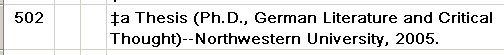 502 ‡a Thesis (Ph.D., German Literature and Critical
Thought)--Northwestern University, 2005.